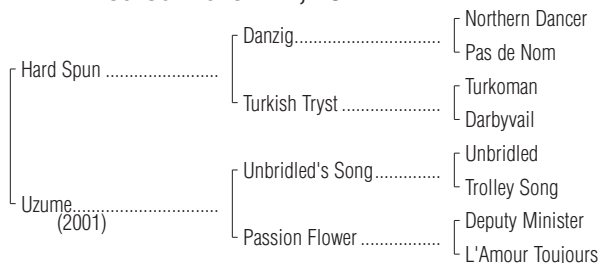 Northern Dancer
Danzig..............................
Pas de Nom
Hard Spun .......................
Turkoman
Turkish Tryst ....................
Darbyvail
Unbridled
Unbridled's Song................
Trolley Song
Uzume..............................
(2001)
Deputy Minister
Passion Flower ................
L'Amour Toujours